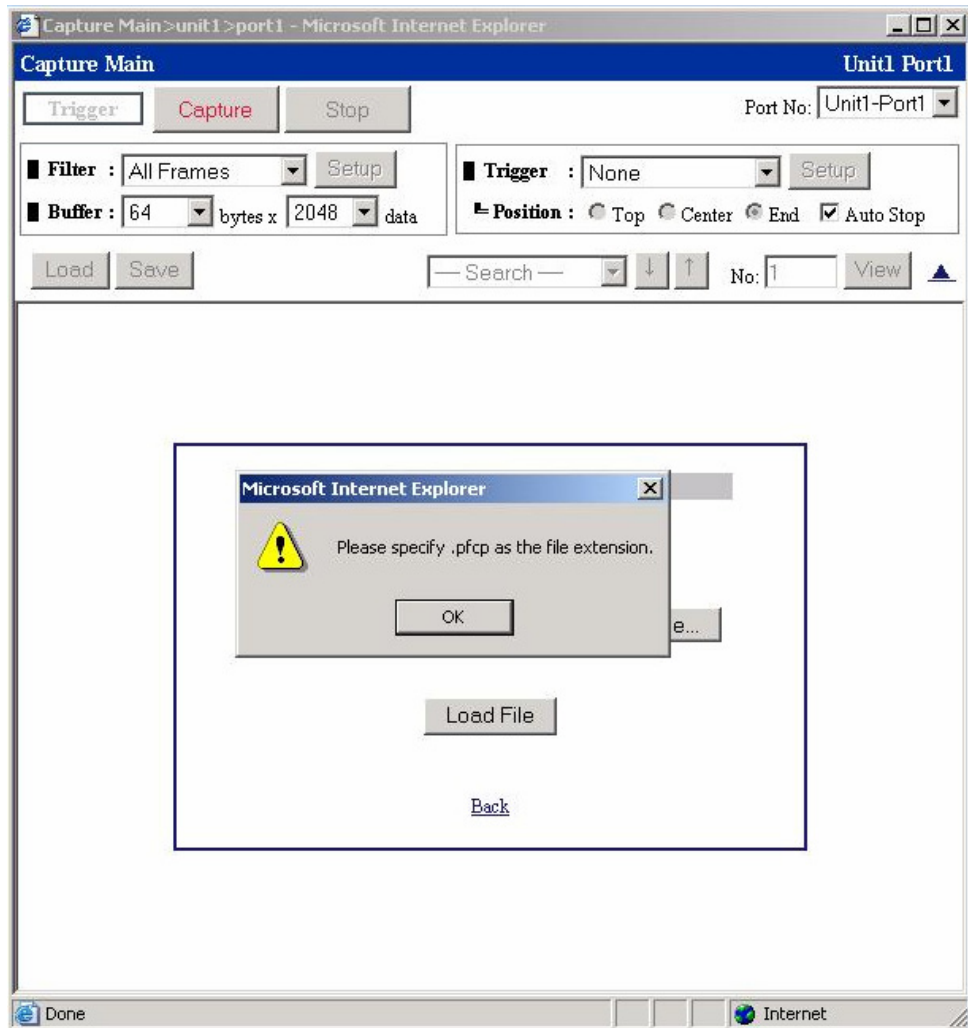 Capture Main>unit1>port1 - Microsoft Internet Explorer
Capture Main Unit1 Port1
Trigger Capture Stop Port No: Unit1-Port1
Filter : All Frames Setup
Buffer : 64 bytes x 2048 data
Trigger : None Setup
Position : Top Center End Auto Stop
Load Save — Search — ↓ ↑ No: 1 View
Microsoft Internet Explorer
Please specify .pfcp as the file extension.
OK
e...
Load File
Back
Done Internet